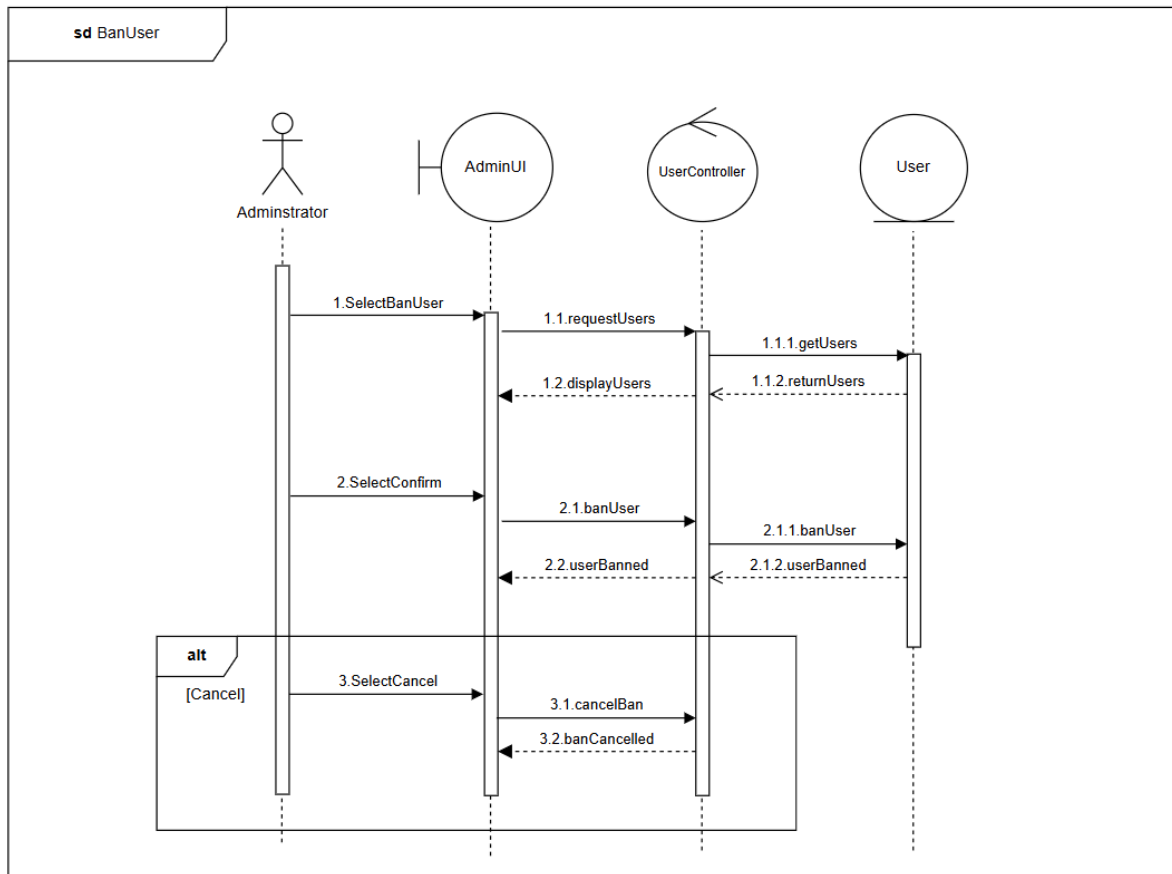 sd BanUser
Adminstrator
AdminUI
UserController
User
1.SelectBanUser
1.1.requestUsers
1.1.1.getUsers
1.2.displayUsers
1.1.2.returnUsers
2.SelectConfirm
2.1.banUser
2.1.1.banUser
2.2.userBanned
2.1.2.userBanned
alt
[Cancel]
3.SelectCancel
3.1.cancelBan
3.2.banCancelled